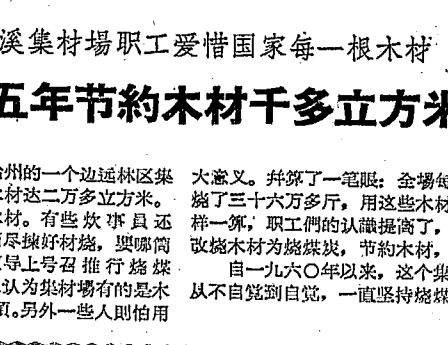 溪集材場职工爱惜国家每一根木材
五年节約木材千多立方米
州的一个边远林区集
材达二万多立方米。
材。有些炊事員还
尽揀好材燒，要哪筒
导上号召推行燒煤
认为集材場有的是木
。另外一些人則怕用
大意义。幷算了一笔賬：全場每
燒了三十六万多斤，用这些木材
样一算，职工們的认識提高了，
改燒木材为燒煤炭，节約木材，
自一九六〇年以来，这个集
从不自覚到自覚，一直坚持燒煤